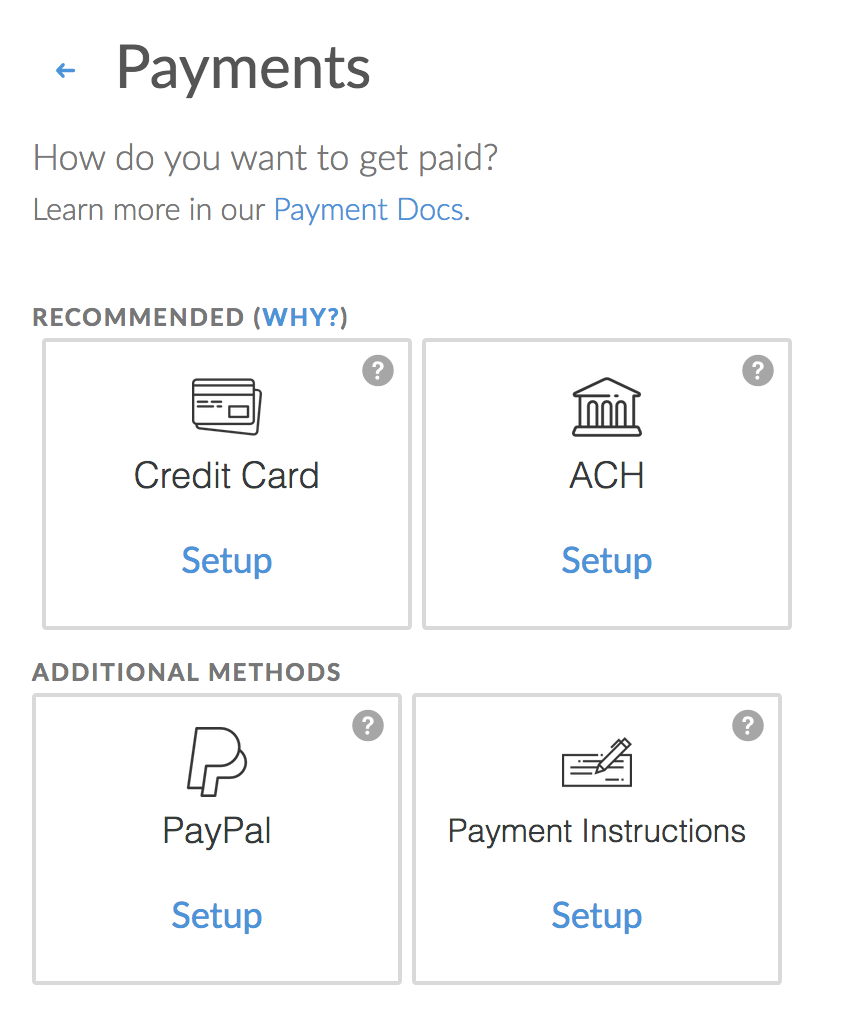 ← Payments
How do you want to get paid?
Learn more in our Payment Docs.
RECOMMENDED (WHY?)
? ?
Credit Card ACH
Setup Setup
ADDITIONAL METHODS
? ?
PayPal Payment Instructions
Setup Setup